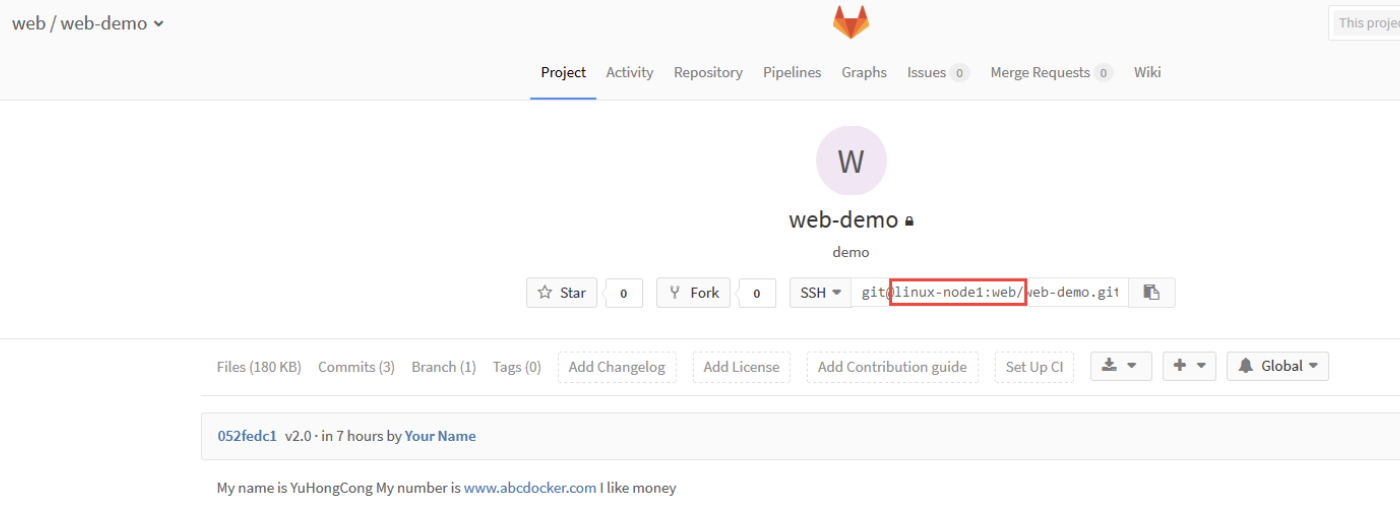 web / web-demo
This projec
Project Activity Repository Pipelines Graphs Issues 0 Merge Requests 0 Wiki
W
web-demo
demo
Star 0 Fork 0 SSH git@linux-node1:web/web-demo.git
Files (180 KB) Commits (3) Branch (1) Tags (0) Add Changelog Add License Add Contribution guide Set Up CI Global
052fedc1 v2.0 · in 7 hours by Your Name
My name is YuHongCong My number is www.abcdocker.com I like money